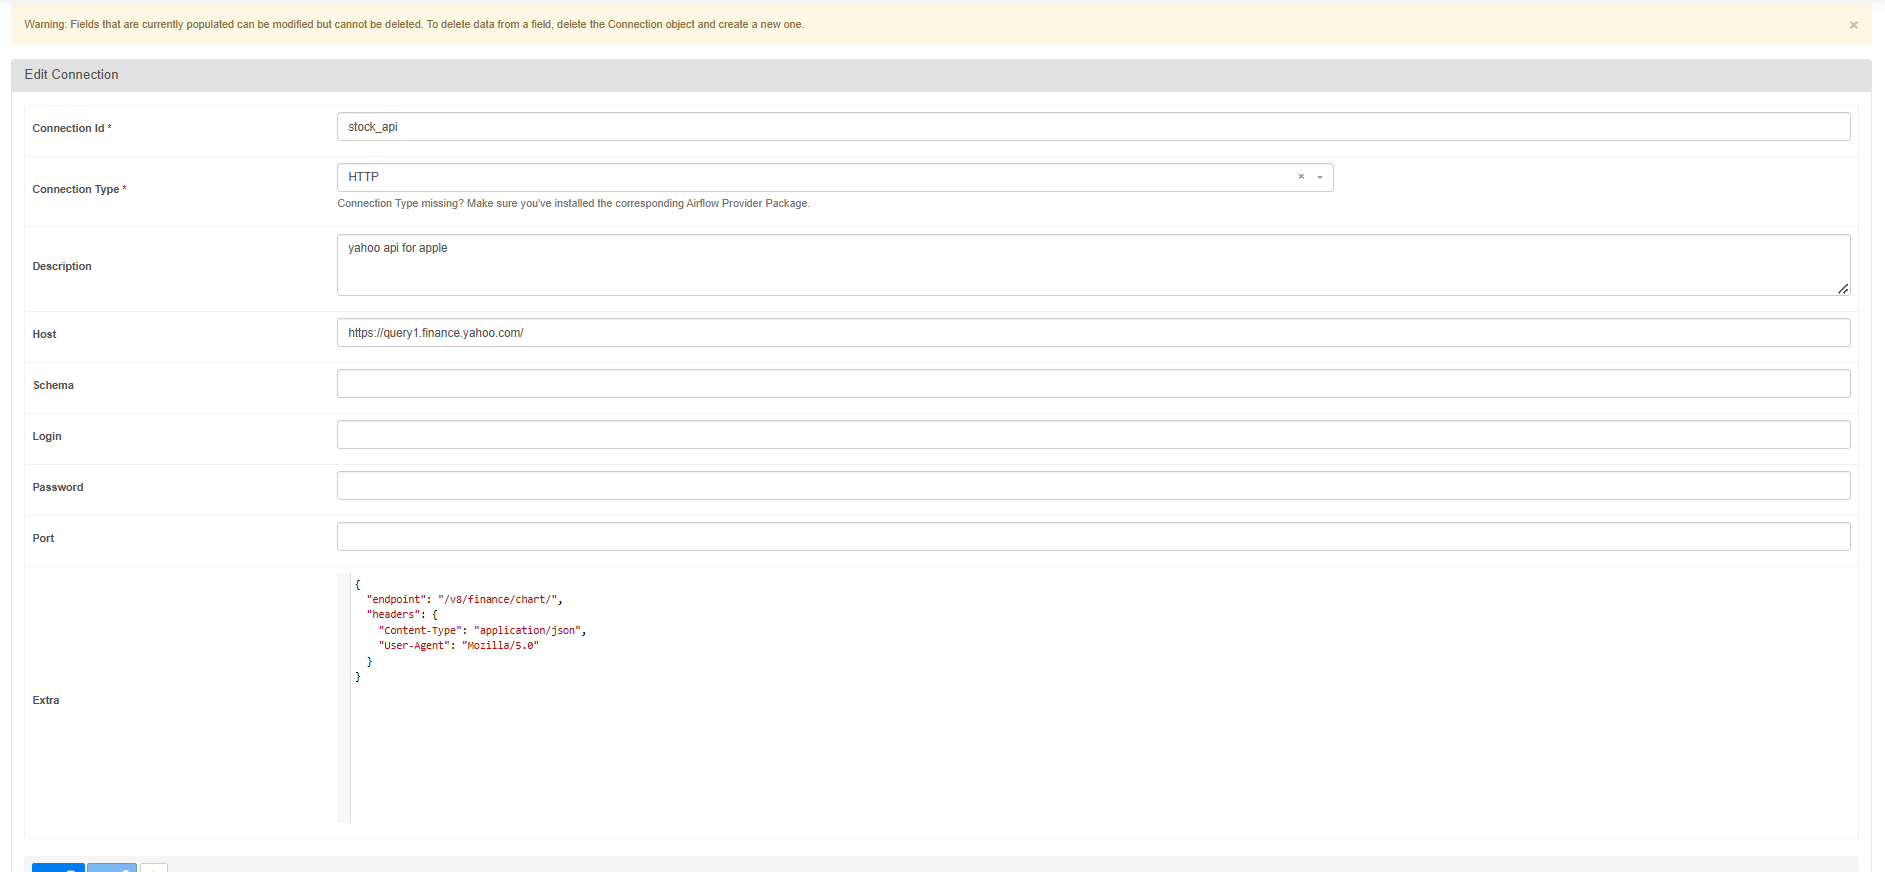 Warning: Fields that are currently populated can be modified but cannot be deleted. To delete data from a field, delete the Connection object and create a new one.
×
Edit Connection
Connection Id *
stock_api
Connection Type *
HTTP
×
Connection Type missing? Make sure you've installed the corresponding Airflow Provider Package.
Description
yahoo api for apple
Host
https://query1.finance.yahoo.com/
Schema
Login
Password
Port
Extra
{
  "endpoint": "/v8/finance/chart/",
  "headers": {
    "Content-Type": "application/json",
    "User-Agent": "Mozilla/5.0"
  }
}